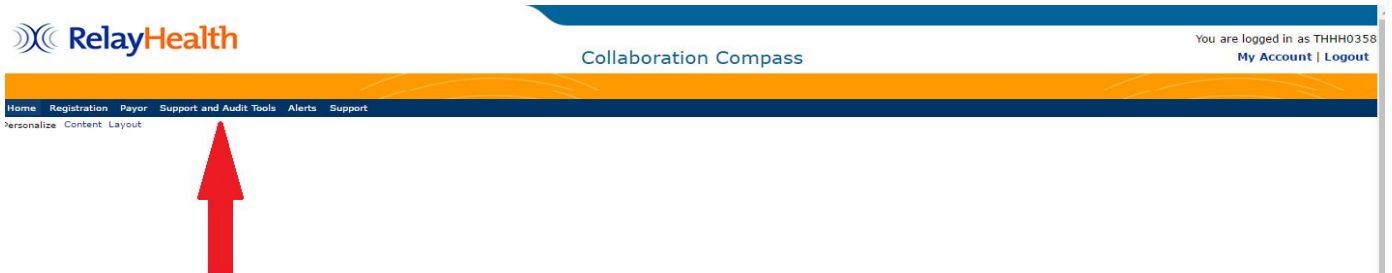 RelayHealth
Collaboration Compass
You are logged in as THHH0358
My Account | Logout
Home Registration Payor Support and Audit Tools Alerts Support
Personalize Content Layout